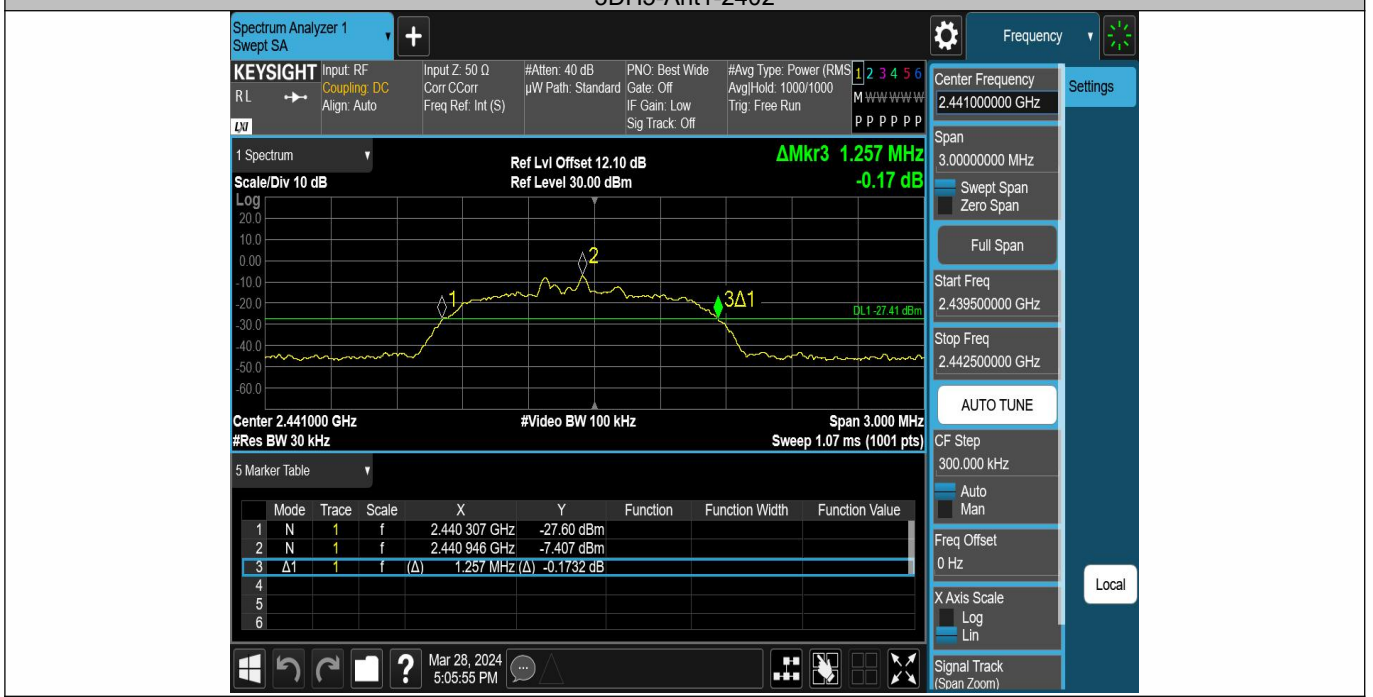 3DH5-Ant1-2402
Spectrum Analyzer 1
Swept SA
+
Frequency
KEYSIGHT
RL
LXI
Input: RF
Coupling: DC
Align: Auto
Input Z: 50 Ω
Corr CCorr
Freq Ref: Int (S)
#Atten: 40 dB
µW Path: Standard
PNO: Best Wide
Gate: Off
IF Gain: Low
Sig Track: Off
#Avg Type: Power (RMS
Avg|Hold: 1000/1000
Trig: Free Run
1 2 3 4 5 6
M W W W W W
P P P P P P
1 Spectrum
Scale/Div 10 dB
Ref Lvl Offset 12.10 dB
Ref Level 30.00 dBm
ΔMkr3 1.257 MHz
-0.17 dB
Log
20.0
10.0
0.00
-10.0
-20.0
-30.0
-40.0
-50.0
-60.0
1
2
3Δ1
DL1 -27.41 dBm
Center 2.441000 GHz
#Video BW 100 kHz
Span 3.000 MHz
#Res BW 30 kHz
Sweep 1.07 ms (1001 pts)
5 Marker Table
Mode Trace Scale X Y Function Function Width Function Value
1 N 1 f 2.440 307 GHz -27.60 dBm
2 N 1 f 2.440 946 GHz -7.407 dBm
3 Δ1 1 f (Δ) 1.257 MHz (Δ) -0.1732 dB
4
5
6
?
Mar 28, 2024
5:05:55 PM
Center Frequency
2.441000000 GHz
Settings
Span
3.00000000 MHz
Swept Span
Zero Span
Full Span
Start Freq
2.439500000 GHz
Stop Freq
2.442500000 GHz
AUTO TUNE
CF Step
300.000 kHz
Auto
Man
Freq Offset
0 Hz
X Axis Scale
Log
Lin
Signal Track
(Span Zoom)
Local